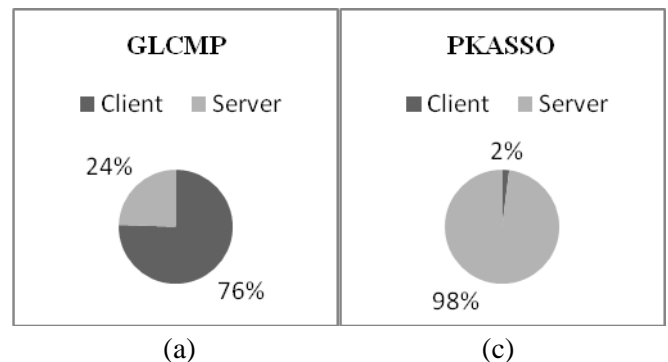 GLCMP
Client Server
24%
76%
(a)
PKASSO
Client Server
2%
98%
(c)